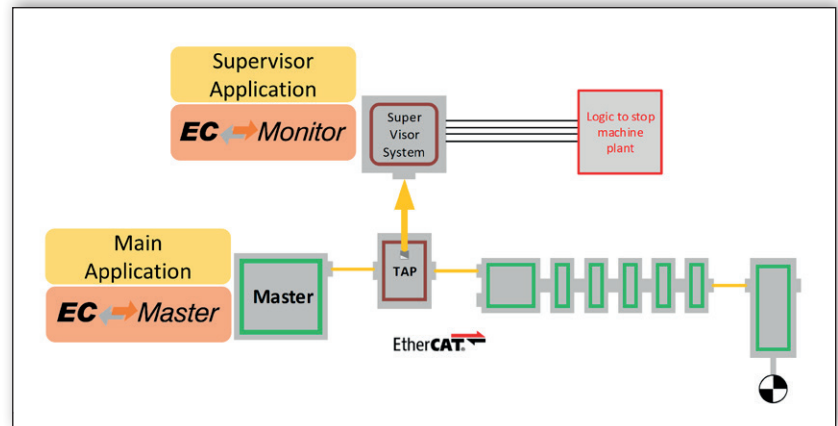 Supervisor
Application
EC Monitor
Super
Visor
System
Logic to stop
machine
plant
Main
Application
EC Master
Master
TAP
EtherCAT.